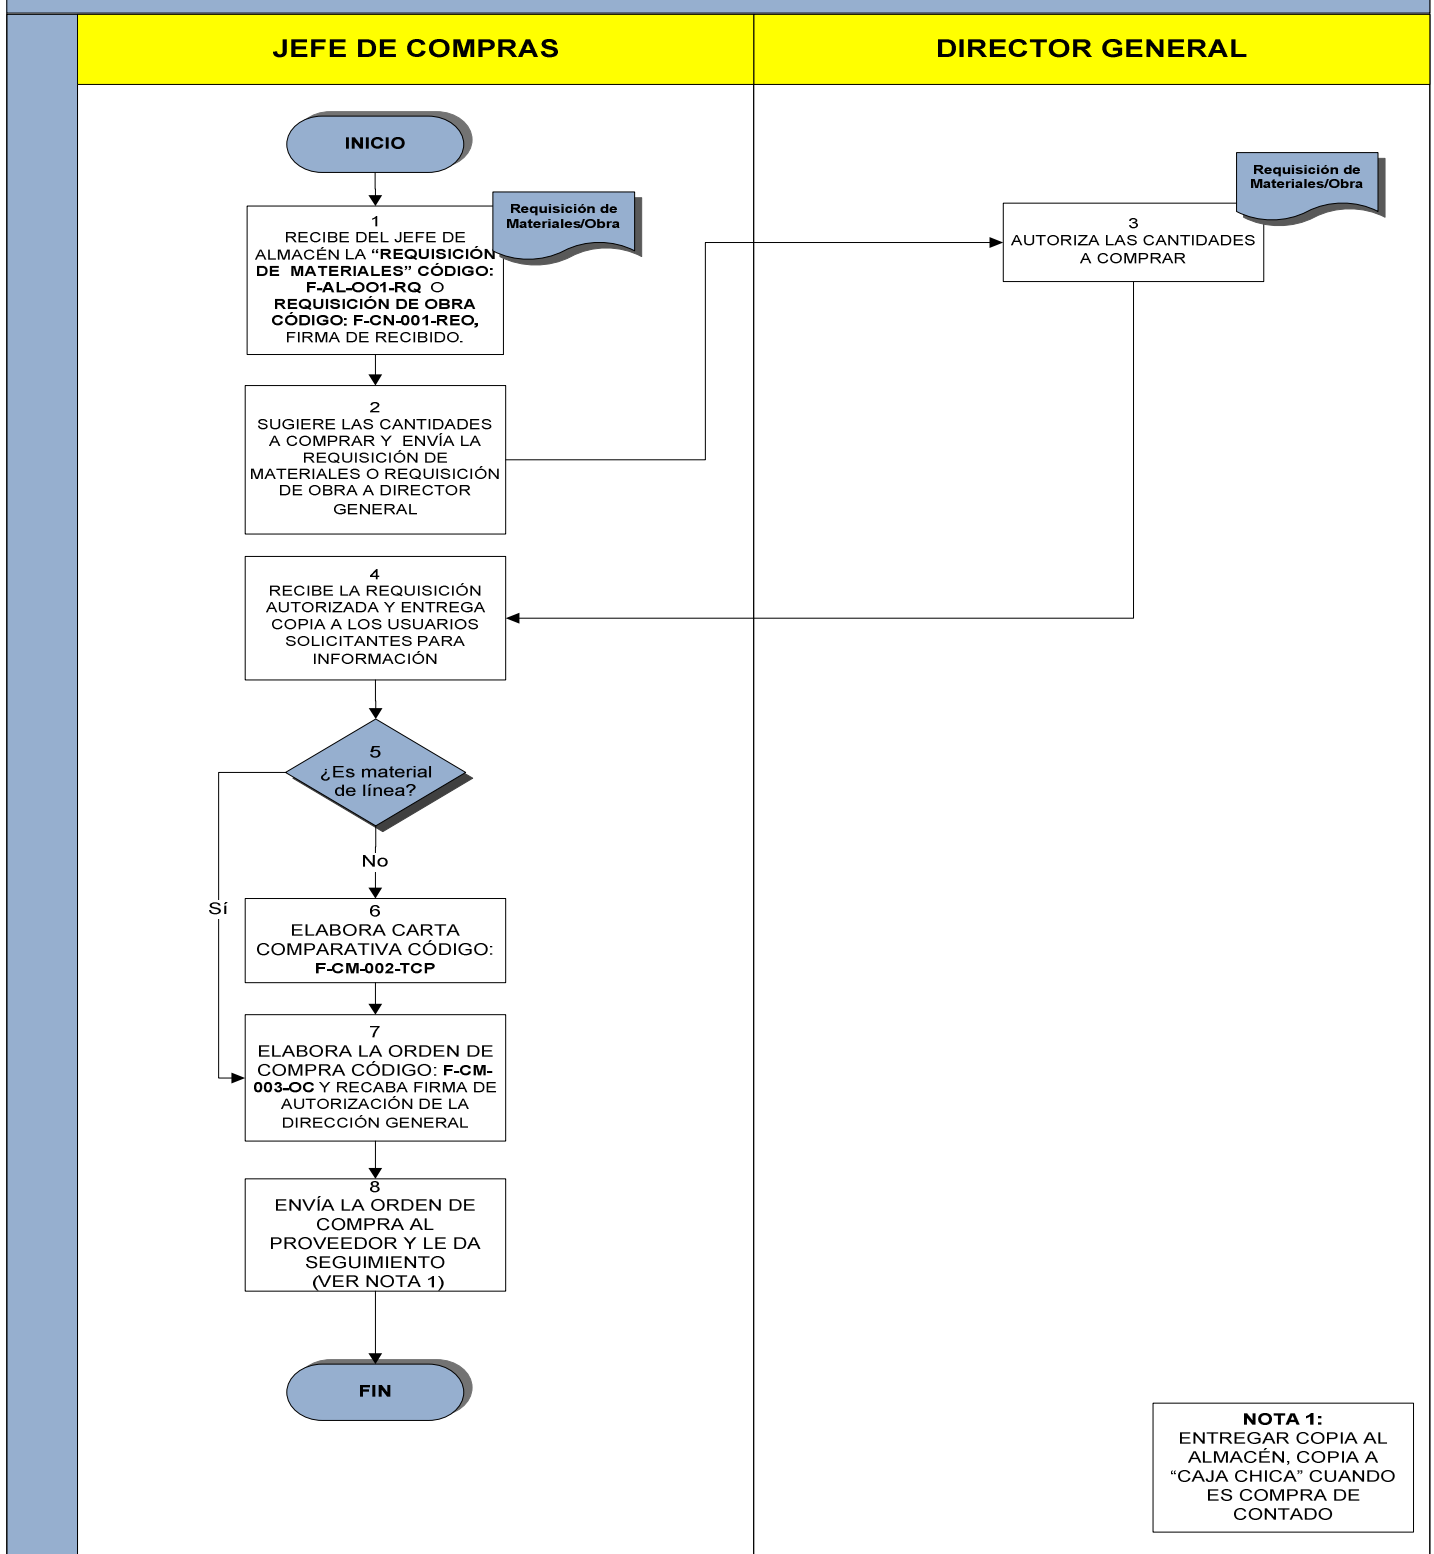 JEFE DE COMPRAS
DIRECTOR GENERAL
INICIO
Requisición de
Materiales/Obra
1
RECIBE DEL JEFE DE
ALMACÉN LA “REQUISICIÓN
DE MATERIALES” CÓDIGO:
F-AL-OO1-RQ O
REQUISICIÓN DE OBRA
CÓDIGO: F-CN-001-REO,
FIRMA DE RECIBIDO.
Requisición de
Materiales/Obra
3
AUTORIZA LAS CANTIDADES
A COMPRAR
2
SUGIERE LAS CANTIDADES
A COMPRAR Y ENVÍA LA
REQUISICIÓN DE
MATERIALES O REQUISICIÓN
DE OBRA A DIRECTOR
GENERAL
4
RECIBE LA REQUISICIÓN
AUTORIZADA Y ENTREGA
COPIA A LOS USUARIOS
SOLICITANTES PARA
INFORMACIÓN
5
¿Es material
de línea?
No
Sí
6
ELABORA CARTA
COMPARATIVA CÓDIGO:
F-CM-002-TCP
7
ELABORA LA ORDEN DE
COMPRA CÓDIGO: F-CM-
003-OC Y RECABA FIRMA DE
AUTORIZACIÓN DE LA
DIRECCIÓN GENERAL
8
ENVÍA LA ORDEN DE
COMPRA AL
PROVEEDOR Y LE DA
SEGUIMIENTO
(VER NOTA 1)
FIN
NOTA 1:
ENTREGAR COPIA AL
ALMACÉN, COPIA A
“CAJA CHICA” CUANDO
ES COMPRA DE
CONTADO